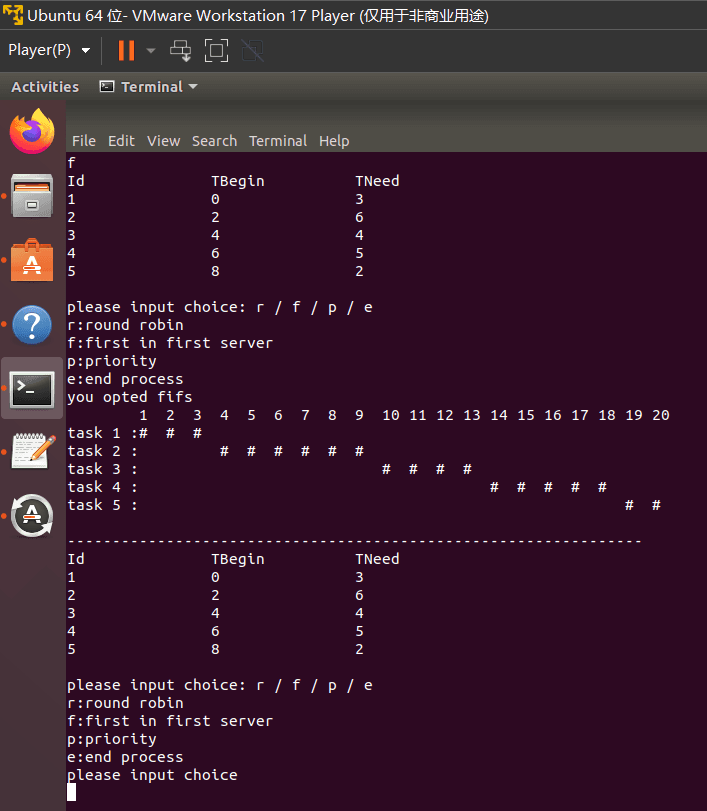 Ubuntu 64 位- VMware Workstation 17 Player (仅用于非商业用途)
Player(P)
Activities Terminal
File Edit View Search Terminal Help
f
Id TBegin TNeed
1 0 3
2 2 6
3 4 4
4 6 5
5 8 2
please input choice: r / f / p / e
r:round robin
f:first in first server
p:priority
e:end process
you opted fifs
1 2 3 4 5 6 7 8 9 10 11 12 13 14 15 16 17 18 19 20
task 1 :# # #
task 2 : # # # # # #
task 3 : # # # #
task 4 : # # # # #
task 5 : # #
----------------------------------------------------------------
Id TBegin TNeed
1 0 3
2 2 6
3 4 4
4 6 5
5 8 2
please input choice: r / f / p / e
r:round robin
f:first in first server
p:priority
e:end process
please input choice